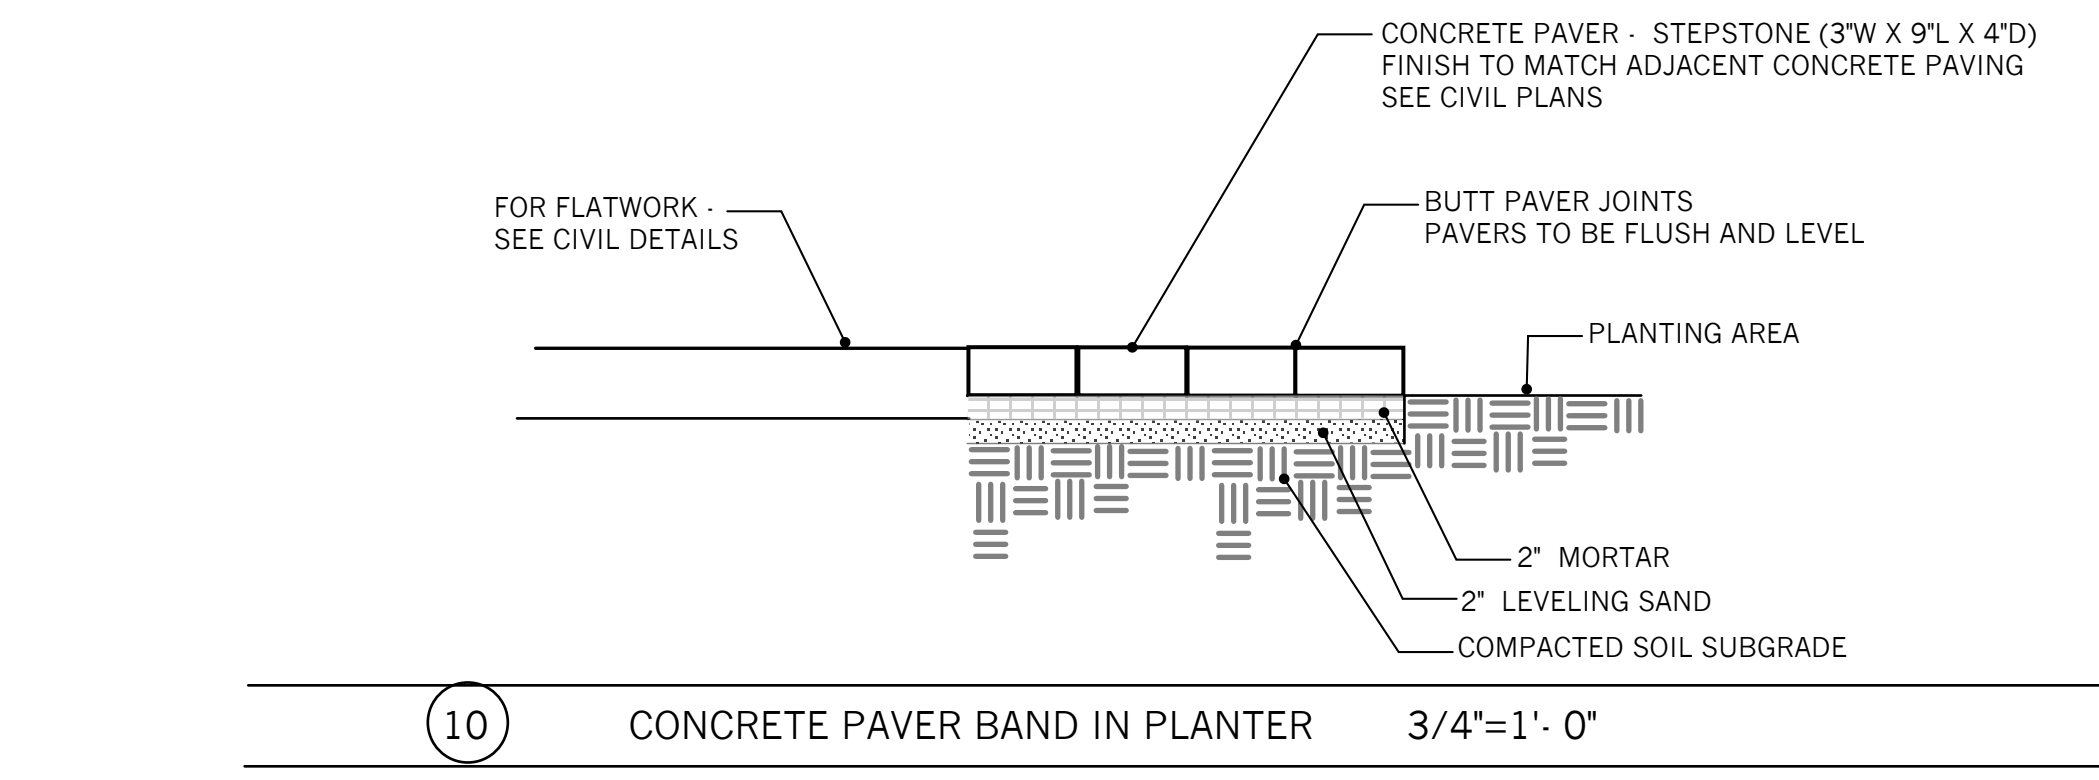 CONCRETE PAVER - STEPSTONE (3"W X 9"L X 4"D)
FINISH TO MATCH ADJACENT CONCRETE PAVING
SEE CIVIL PLANS
FOR FLATWORK -
SEE CIVIL DETAILS
BUTT PAVER JOINTS
PAVERS TO BE FLUSH AND LEVEL
PLANTING AREA
2" MORTAR
2" LEVELING SAND
COMPACTED SOIL SUBGRADE
10 CONCRETE PAVER BAND IN PLANTER 3/4"=1'- 0"